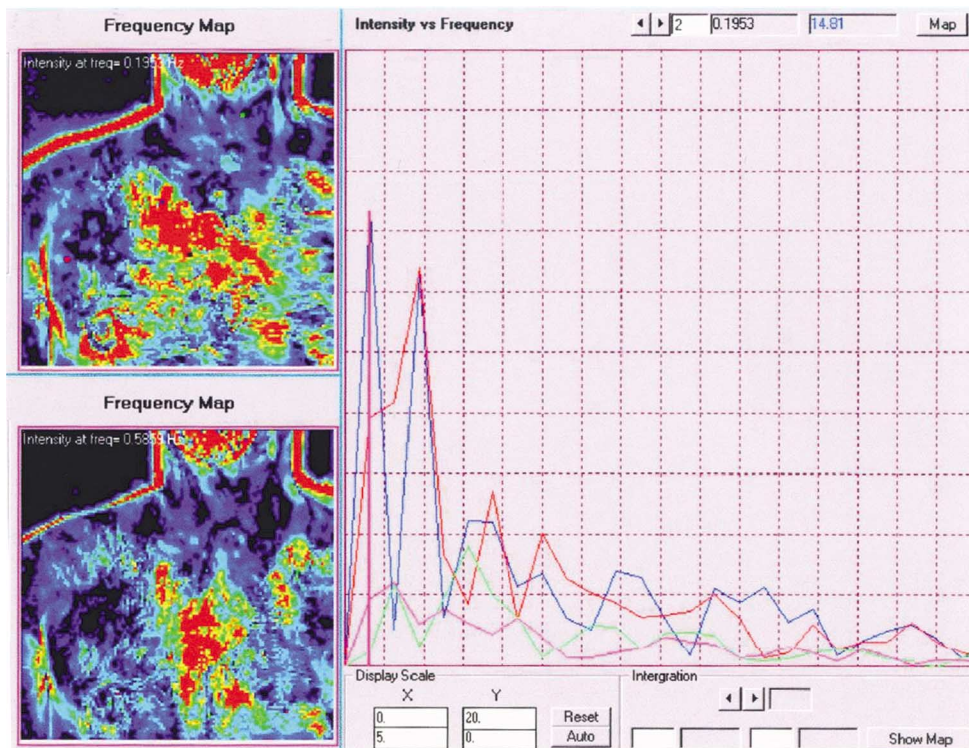 Frequency Map
Intensity at freq= 0.1953 Hz
Frequency Map
Intensity at freq= 0.5859 Hz
Intensity vs Frequency
2
0.1953
14.81
Map
Display Scale
X Y
0. 20.
5. 0.
Reset
Auto
Intergration
Show Map